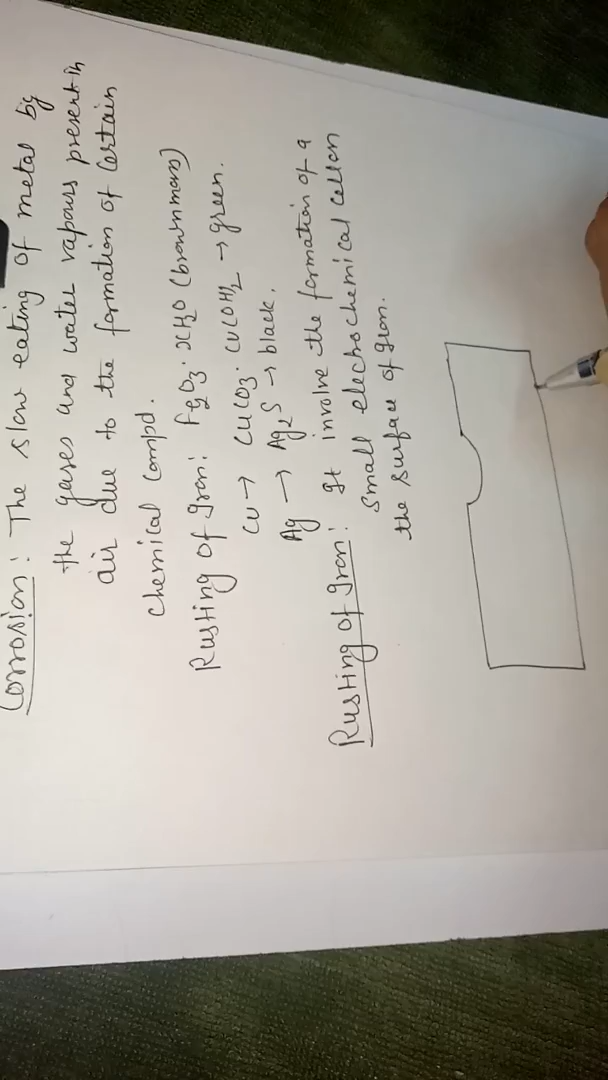 Corrosion: The slow eating of metal by
the gases and water vapours present in
air due to the formation of Certain
chemical compd.
Rusting of Iron: Fe2O3. xH2O (brown mass)
Cu → CuCO3. Cu(OH)2 → green.
Ag → Ag2S → black.
Rusting of Iron: It involve the formation of a
Small electrochemical cell on
the surface of Iron.